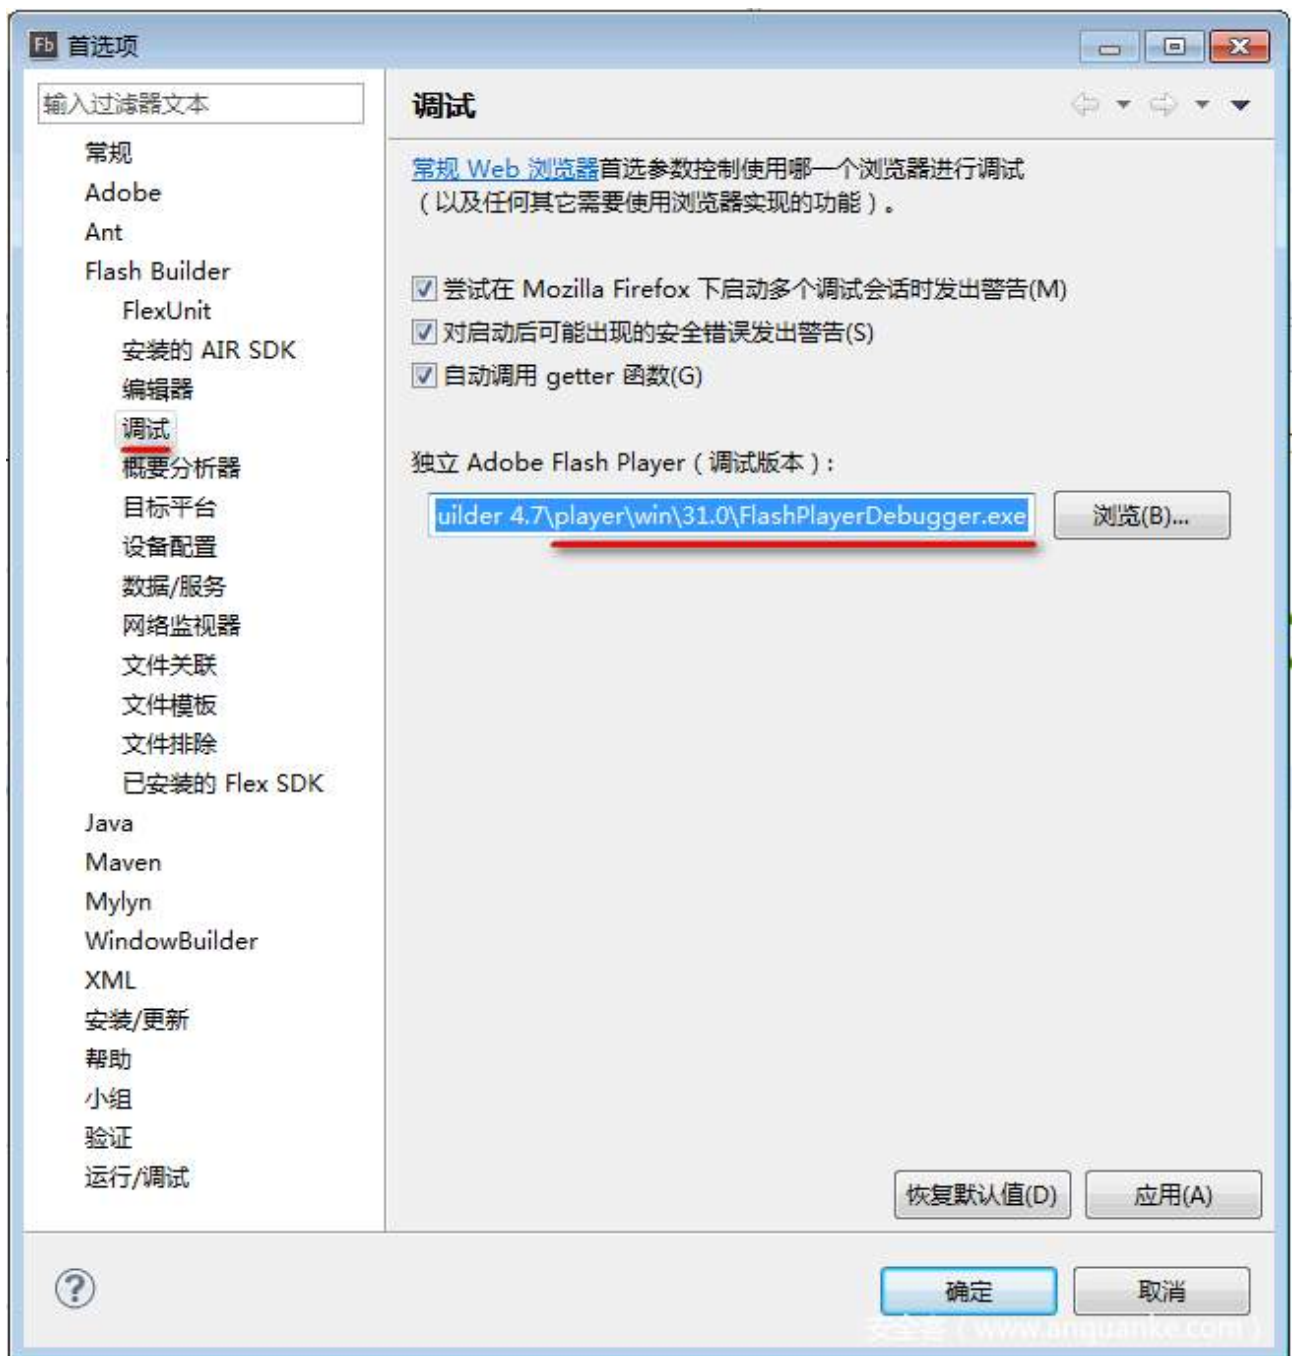 Fb 首选项
输入过滤器文本
常规
Adobe
Ant
Flash Builder
FlexUnit
安装的 AIR SDK
编辑器
调试
概要分析器
目标平台
设备配置
数据/服务
网络监视器
文件关联
文件模板
文件排除
已安装的 Flex SDK
Java
Maven
Mylyn
WindowBuilder
XML
安装/更新
帮助
小组
验证
运行/调试
调试
常规 Web 浏览器首选参数控制使用哪一个浏览器进行调试
（以及任何其它需要使用浏览器实现的功能）。
尝试在 Mozilla Firefox 下启动多个调试会话时发出警告(M)
对启动后可能出现的安全错误发出警告(S)
自动调用 getter 函数(G)
独立 Adobe Flash Player（调试版本）:
uilder 4.7\player\win\31.0\FlashPlayerDebugger.exe
浏览(B)...
恢复默认值(D)
应用(A)
?
确定
取消
安全客（www.anquanke.com）